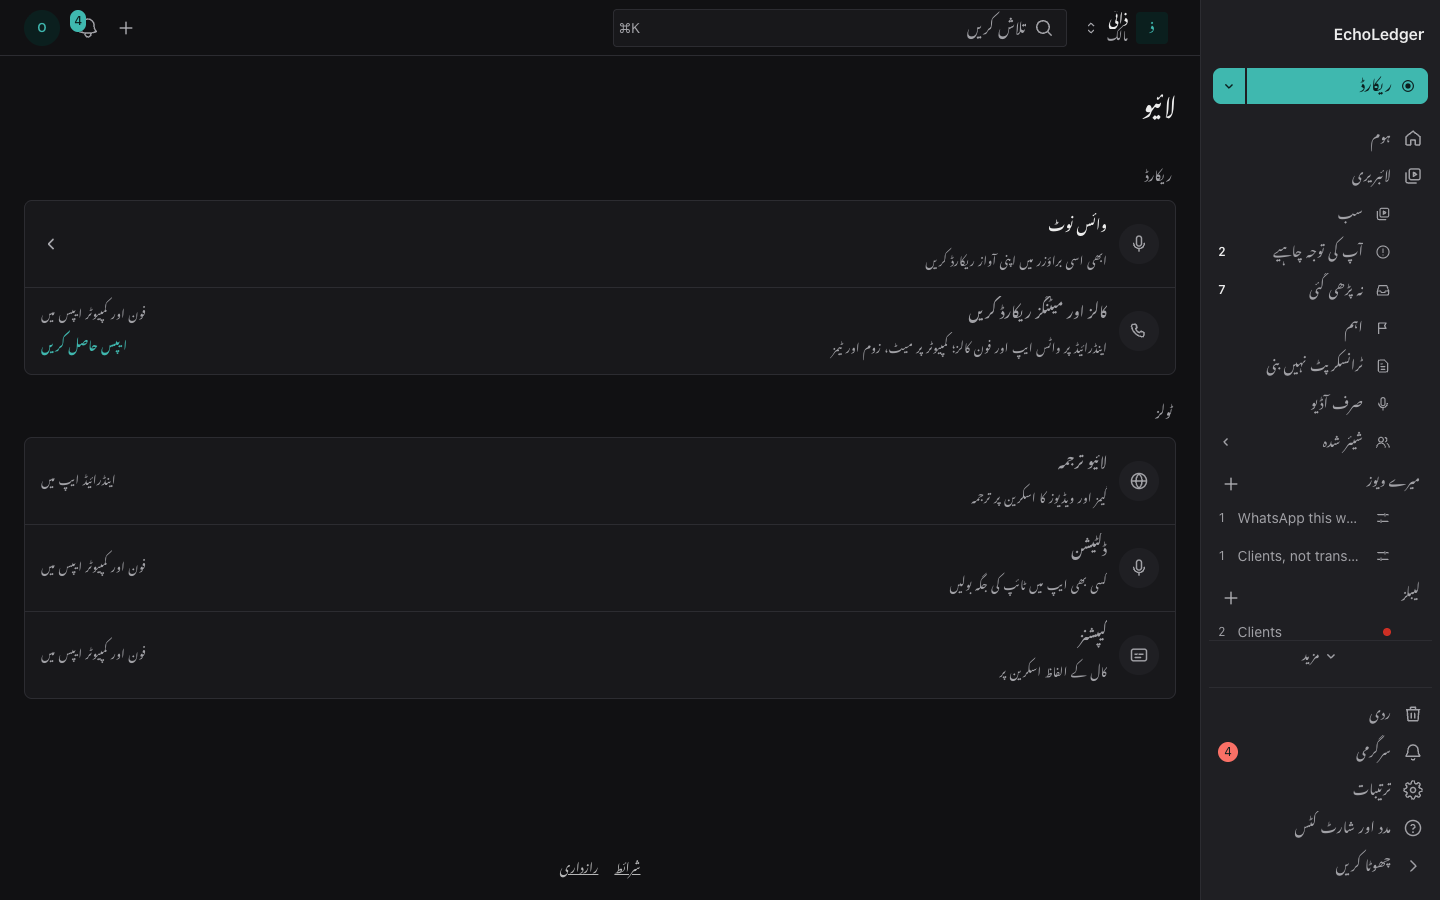 EchoLedger
ریکارڈ
ہوم
لائبریری
سب
آپ کی توجہ چاہیے 2
نہ پڑھی گئی 7
اہم
ٹرانسکرپٹ نہیں بنی
صرف آڈیو
شیئر شدہ
میرے ویوز
WhatsApp this w... 1
Clients, not trans... 1
لیبلز
Clients 2
مزید
ردی
سرگرمی 4
ترتیبات
مدد اور شارٹ کٹس
چھوٹا کریں
ذ
ذاتی
مالک
تلاش کریں ⌘K
4
O
لائیو
ریکارڈ
وائس نوٹ
ابھی اسی براؤزر میں اپنی آواز ریکارڈ کریں
کالز اور میٹنگز ریکارڈ کریں
اینڈرائیڈ پر واٹس ایپ اور فون کالز؛ کمپیوٹر پر میٹ، زوم اور ٹیمز
فون اور کمپیوٹر ایپس میں
ایپس حاصل کریں
ٹولز
لائیو ترجمہ
گیمز اور ویڈیوز کا اسکرین پر ترجمہ
اینڈرائیڈ ایپ میں
ڈکٹیشن
کسی بھی ایپ میں ٹائپ کی جگہ بولیں
فون اور کمپیوٹر ایپس میں
کیپشنز
کال کے الفاظ اسکرین پر
فون اور کمپیوٹر ایپس میں
شرائط رازداری